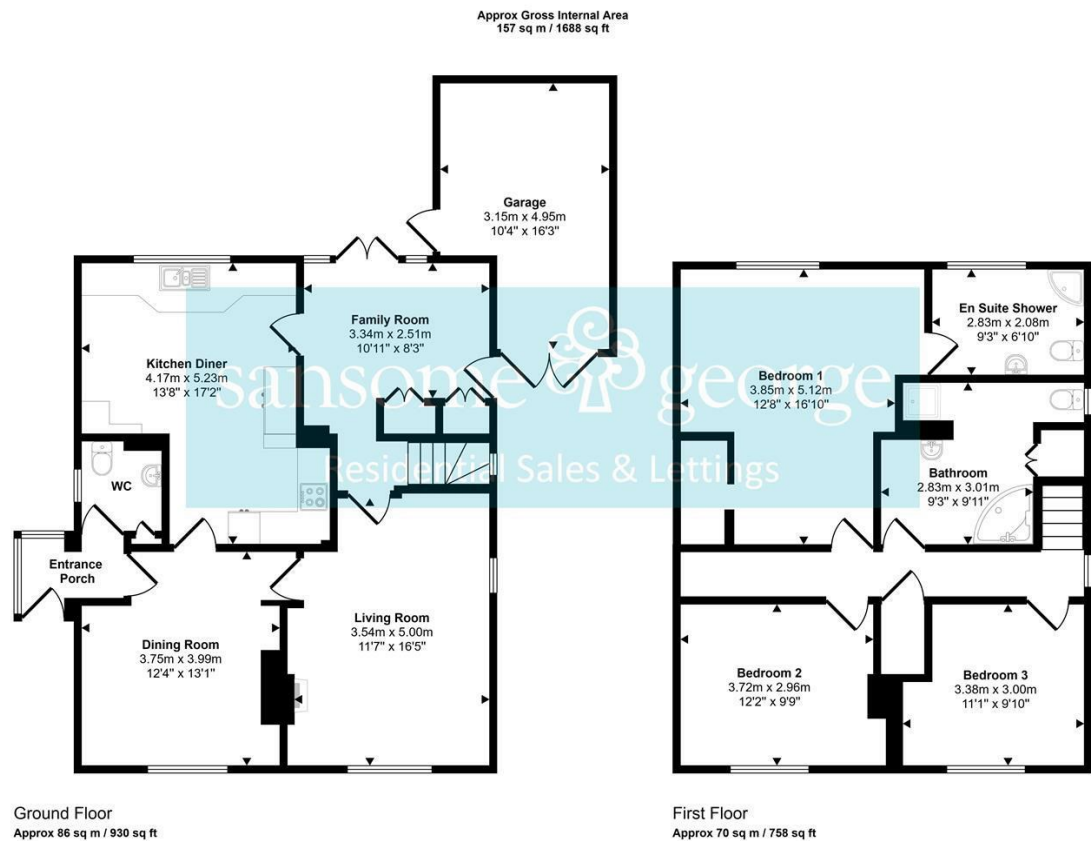 Approx Gross Internal Area
157 sq m / 1688 sq ft
Garage
3.15m x 4.95m
10'4" x 16'3"
Family Room
3.34m x 2.51m
10'11" x 8'3"
Kitchen Diner
4.17m x 5.23m
13'8" x 17'2"
WC
Entrance
Porch
Dining Room
3.75m x 3.99m
12'4" x 13'1"
Living Room
3.54m x 5.00m
11'7" x 16'5"
Ground Floor
Approx 86 sq m / 930 sq ft
En Suite Shower
2.83m x 2.08m
9'3" x 6'10"
Bedroom 1
3.85m x 5.12m
12'8" x 16'10"
Bathroom
2.83m x 3.01m
9'3" x 9'11"
Bedroom 2
3.72m x 2.96m
12'2" x 9'9"
Bedroom 3
3.38m x 3.00m
11'1" x 9'10"
First Floor
Approx 70 sq m / 758 sq ft
sansome george
Residential Sales & Lettings